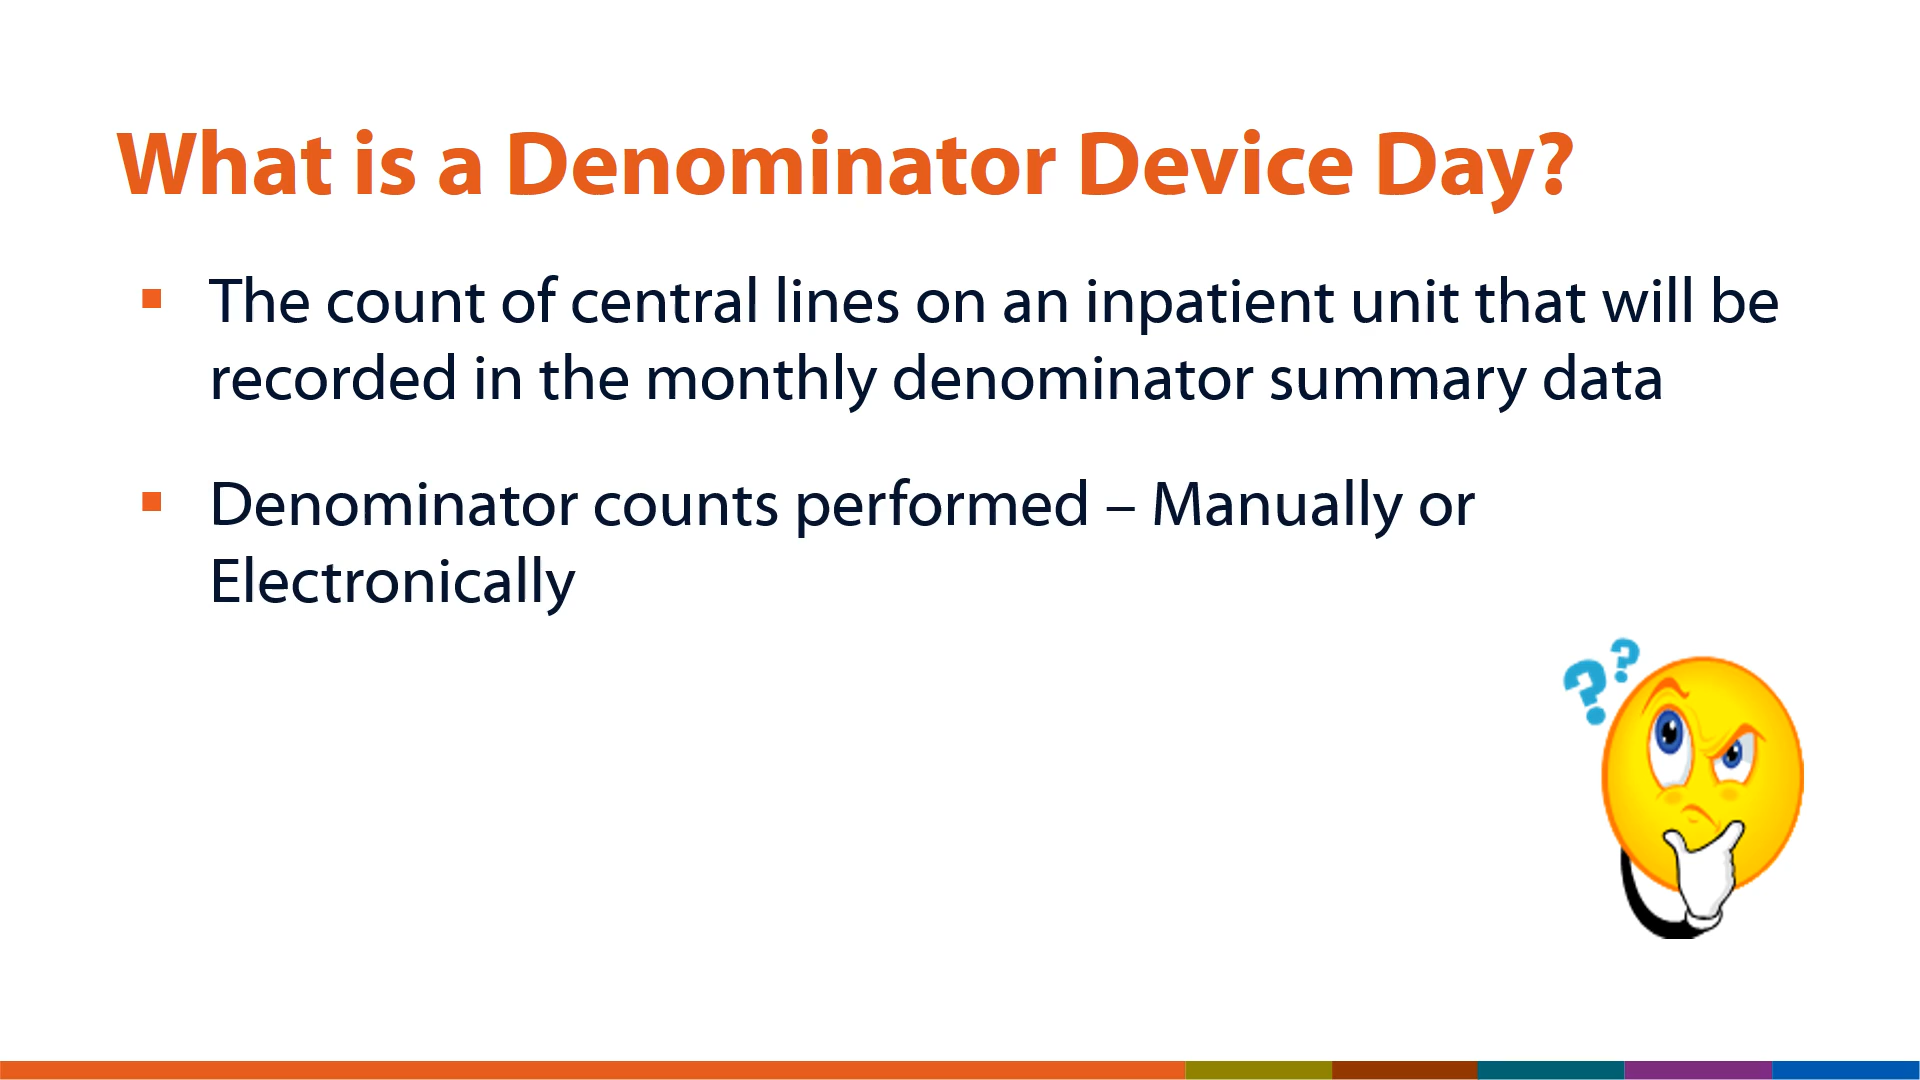 What is a Denominator Device Day?
▪ The count of central lines on an inpatient unit that will be
recorded in the monthly denominator summary data
▪ Denominator counts performed – Manually or
Electronically
? ?